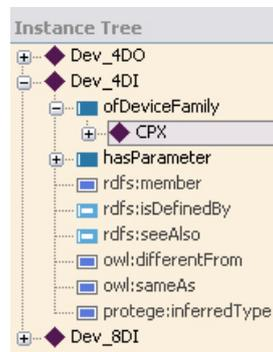 Instance Tree
Dev_4DO
Dev_4DI
ofDeviceFamily
CPX
hasParameter
rdfs:member
rdfs:isDefinedBy
rdfs:seeAlso
owl:differentFrom
owl:sameAs
protege:inferredType
Dev_8DI